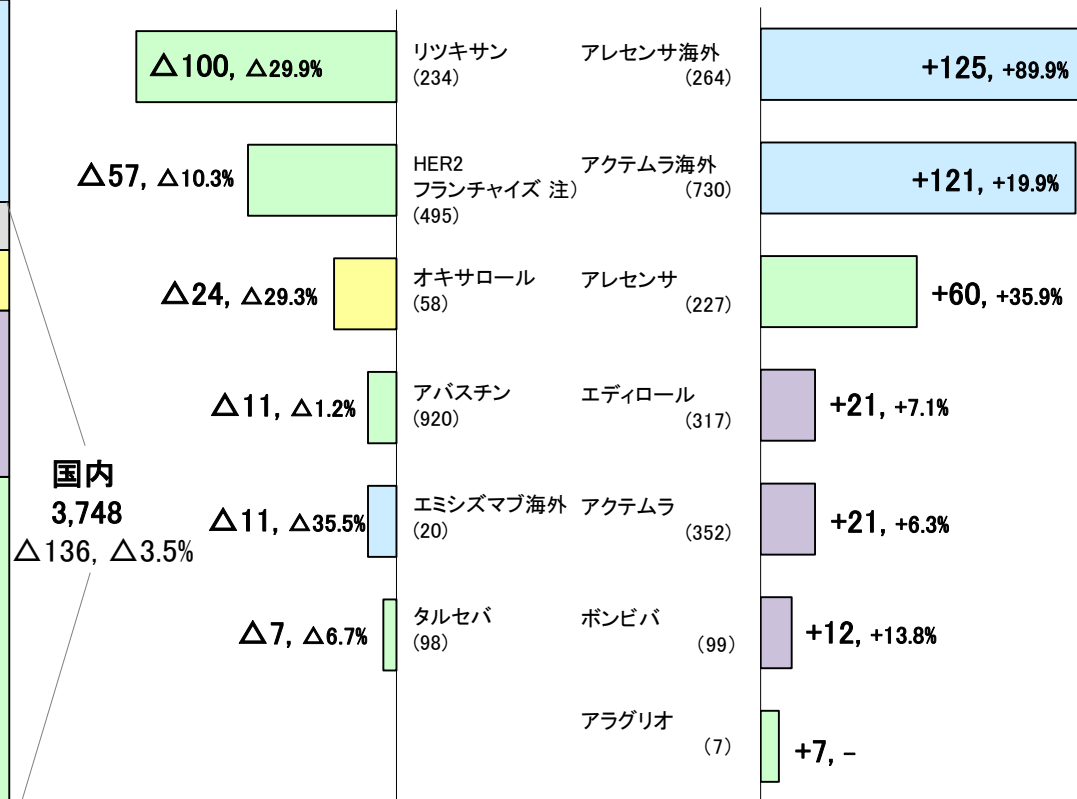 △100, △29.9%
リツキサン
(234)
アレセンサ海外
(264)
+125, +89.9%
△57, △10.3%
HER2
フランチャイズ 注)
(495)
アクテムラ海外
(730)
+121, +19.9%
△24, △29.3%
オキサロール
(58)
アレセンサ
(227)
+60, +35.9%
△11, △1.2%
アバスチン
(920)
エディロール
(317)
+21, +7.1%
国内
3,748
△136, △3.5%
△11, △35.5%
エミシズマブ海外
(20)
アクテムラ
(352)
+21, +6.3%
△7, △6.7%
タルセバ
(98)
ボンビバ
(99)
+12, +13.8%
アラグリオ
(7)
+7, -